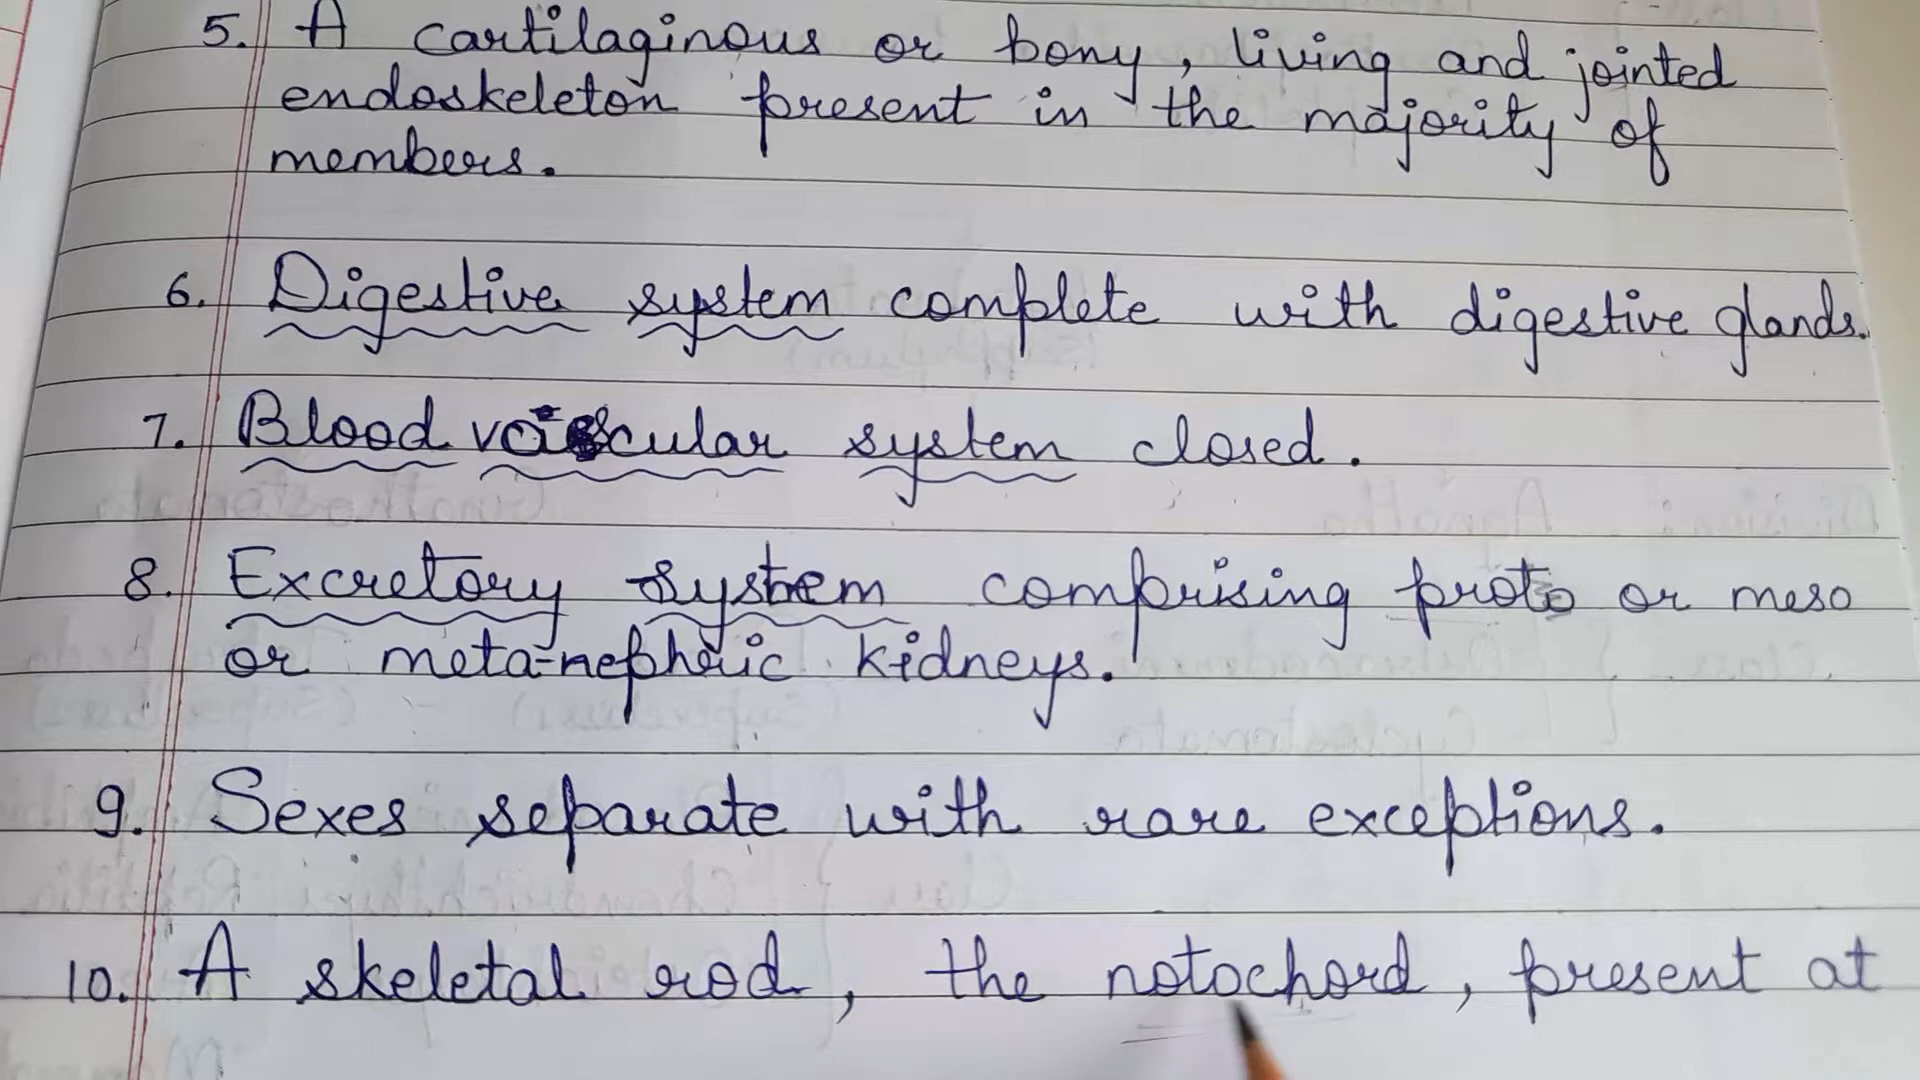 5. A cartilaginous or bony, living and jointed
endoskeleton present in the majority of
members.
6. Digestive system complete with digestive glands.
7. Blood vascular system closed.
8. Excretory system comprising proto or meso
or meta-nephric kidneys.
9. Sexes separate with rare exceptions.
10. A skeletal rod, the notochord, present at